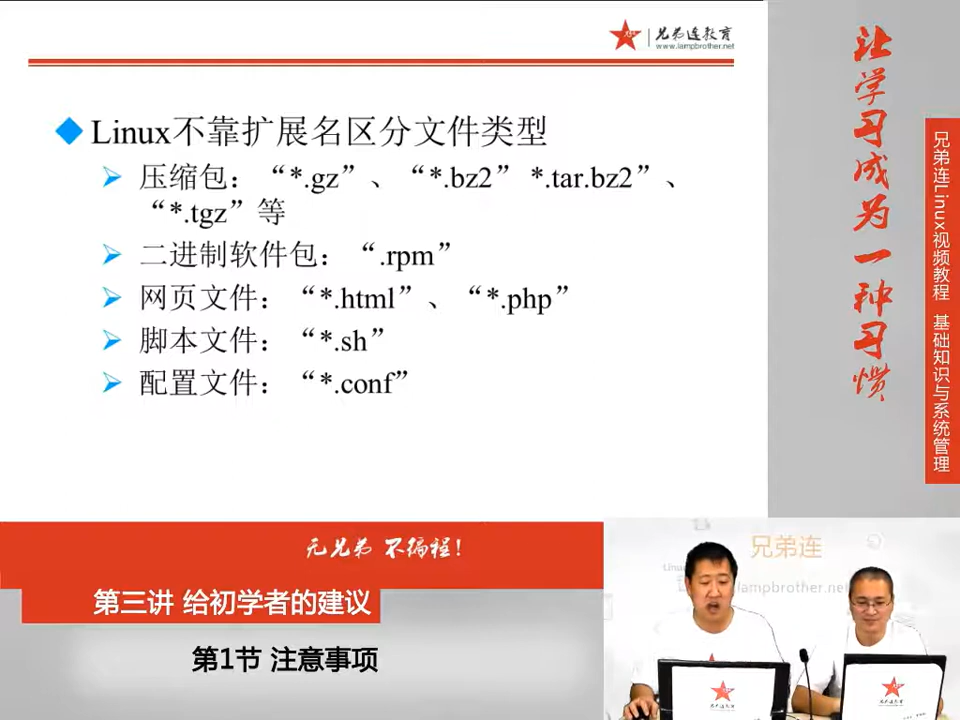 兄弟连教育
www.lampbrother.net
Linux不靠扩展名区分文件类型
压缩包：“*.gz”、“*.bz2” *.tar.bz2”、
“*.tgz”等
二进制软件包：“.rpm”
网页文件：“*.html”、“*.php”
脚本文件：“*.sh”
配置文件：“*.conf”
让学习成为一种习惯
兄弟连Linux视频教程 基础知识与系统管理
无兄弟 不编程！
第三讲 给初学者的建议
第1节 注意事项
兄弟连
lampbrother.net